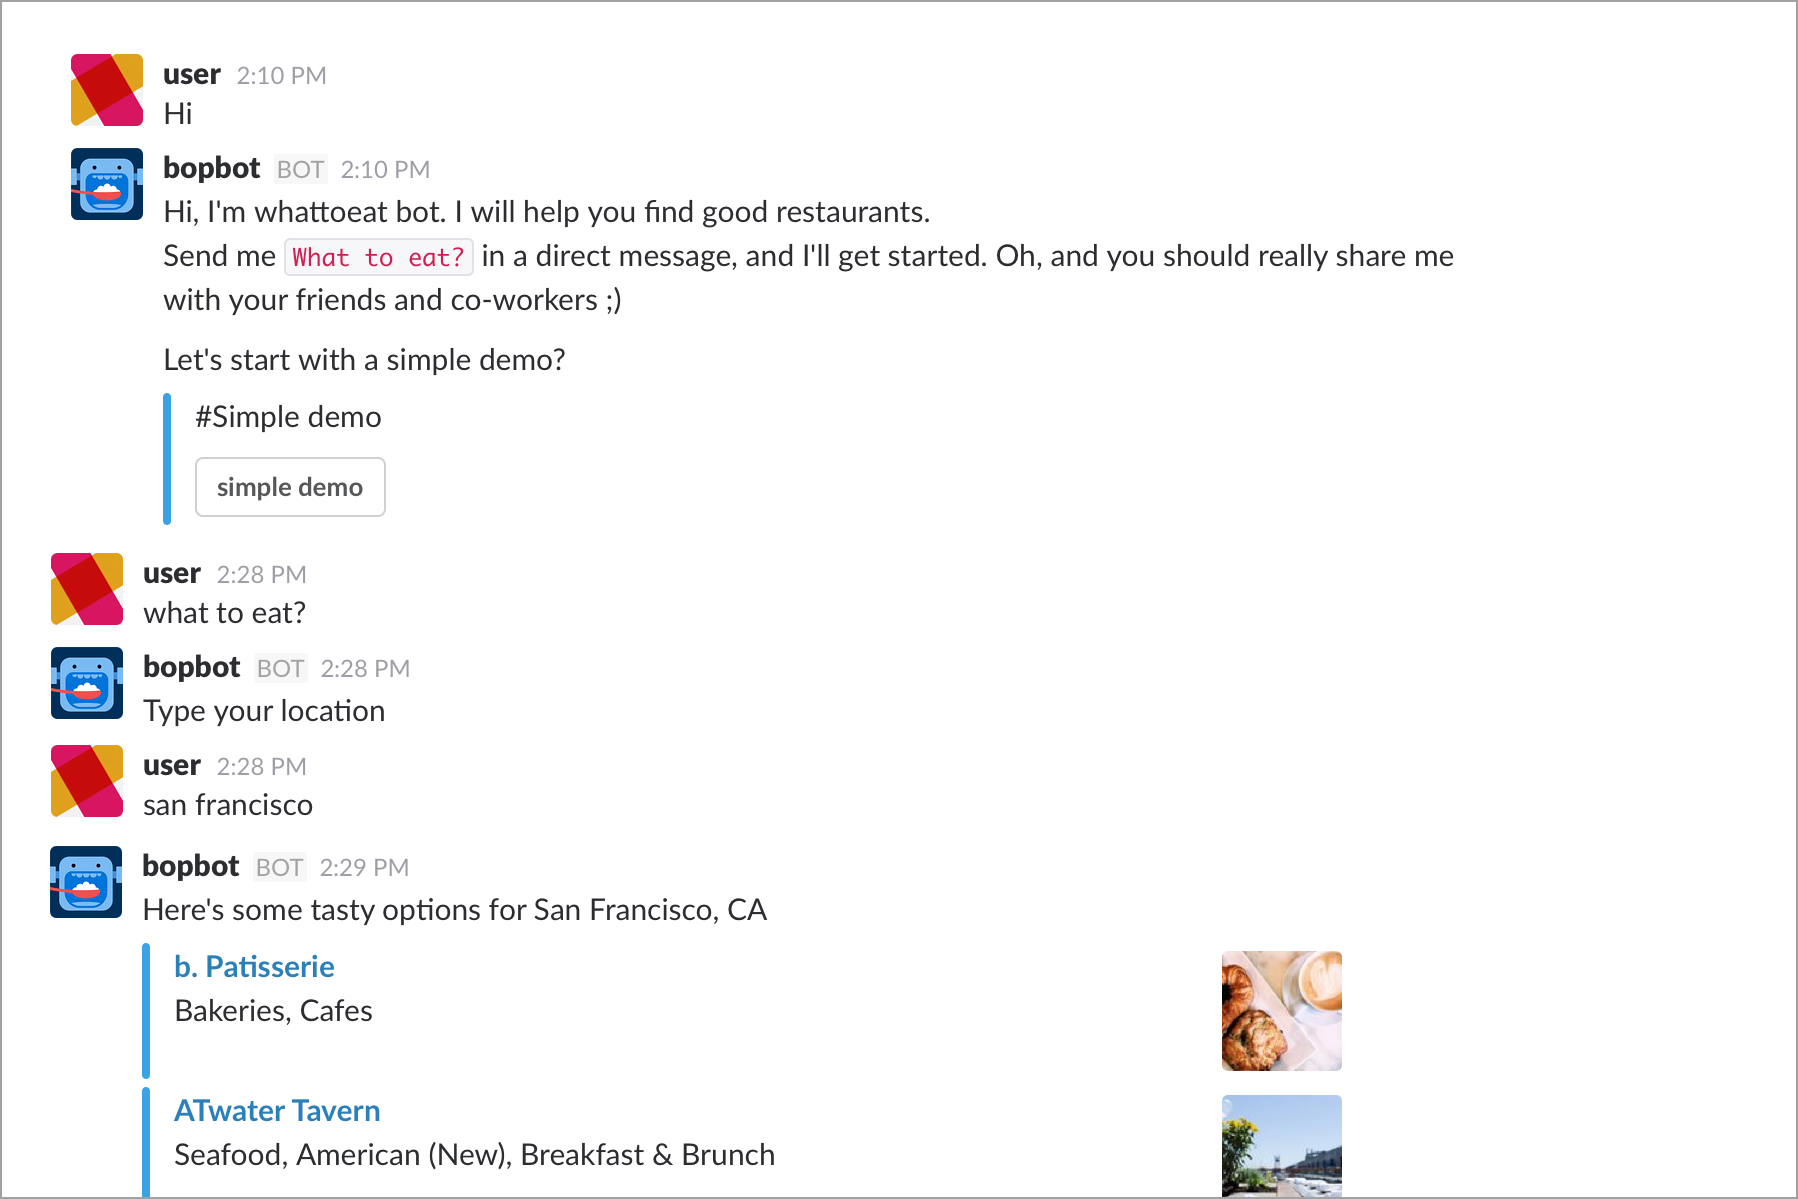 user 2:10 PM
Hi
bopbot BOT 2:10 PM
Hi, I'm whattoeat bot. I will help you find good restaurants.
Send me What to eat? in a direct message, and I'll get started. Oh, and you should really share me
with your friends and co-workers ;)
Let's start with a simple demo?
#Simple demo
simple demo
user 2:28 PM
what to eat?
bopbot BOT 2:28 PM
Type your location
user 2:28 PM
san francisco
bopbot BOT 2:29 PM
Here's some tasty options for San Francisco, CA
b. Patisserie
Bakeries, Cafes
ATwater Tavern
Seafood, American (New), Breakfast & Brunch